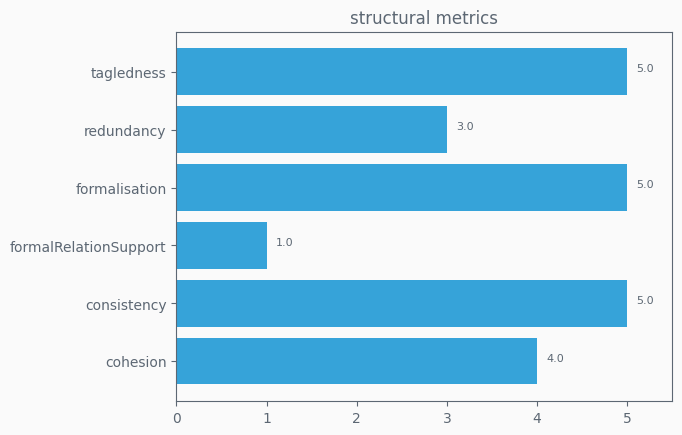 structural metrics
tagledness 5.0
redundancy 3.0
formalisation 5.0
formalRelationSupport 1.0
consistency 5.0
cohesion 4.0
0 1 2 3 4 5